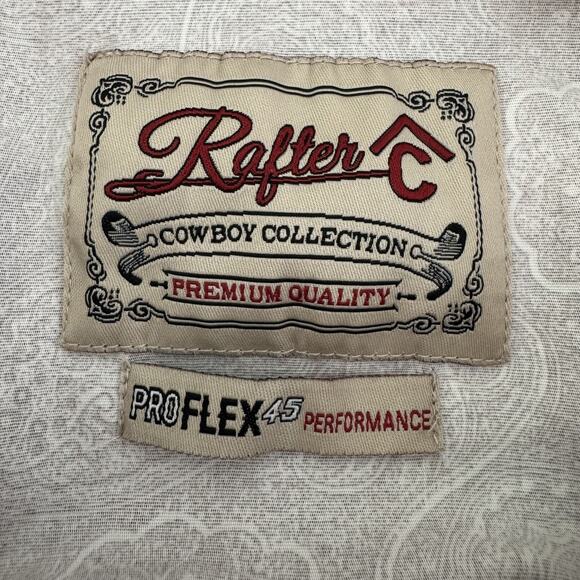 Rafter C
COWBOY COLLECTION
PREMIUM QUALITY
PROFLEX45 PERFORMANCE